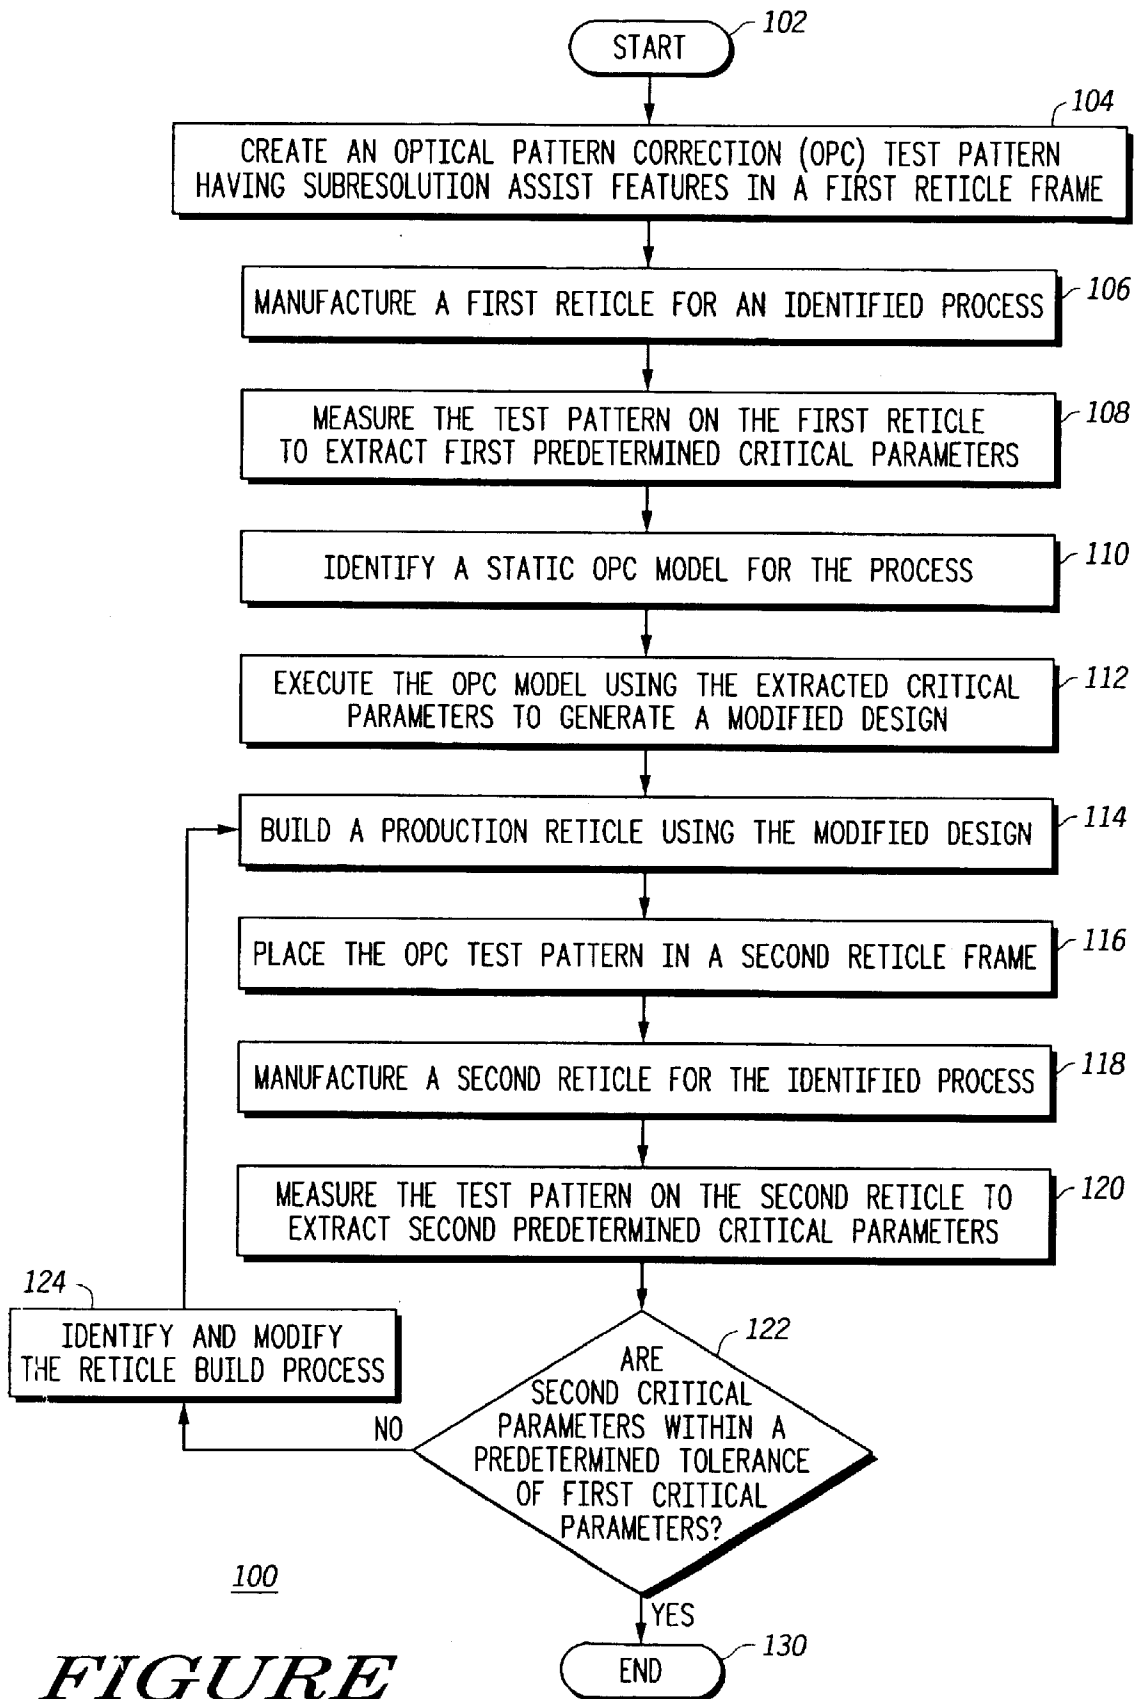 START
102
104
CREATE AN OPTICAL PATTERN CORRECTION (OPC) TEST PATTERN
HAVING SUBRESOLUTION ASSIST FEATURES IN A FIRST RETICLE FRAME
MANUFACTURE A FIRST RETICLE FOR AN IDENTIFIED PROCESS
106
MEASURE THE TEST PATTERN ON THE FIRST RETICLE
TO EXTRACT FIRST PREDETERMINED CRITICAL PARAMETERS
108
IDENTIFY A STATIC OPC MODEL FOR THE PROCESS
110
EXECUTE THE OPC MODEL USING THE EXTRACTED CRITICAL
PARAMETERS TO GENERATE A MODIFIED DESIGN
112
BUILD A PRODUCTION RETICLE USING THE MODIFIED DESIGN
114
PLACE THE OPC TEST PATTERN IN A SECOND RETICLE FRAME
116
MANUFACTURE A SECOND RETICLE FOR THE IDENTIFIED PROCESS
118
MEASURE THE TEST PATTERN ON THE SECOND RETICLE TO
EXTRACT SECOND PREDETERMINED CRITICAL PARAMETERS
120
124
IDENTIFY AND MODIFY
THE RETICLE BUILD PROCESS
NO
122
ARE
SECOND CRITICAL
PARAMETERS WITHIN A
PREDETERMINED TOLERANCE
OF FIRST CRITICAL
PARAMETERS?
100
YES
END
130
FIGURE